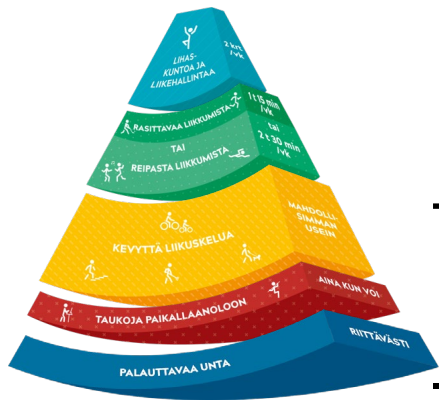 LIHAS-
KUNTOA JA
LIIKEHALLINTAA
2 krt
/vk
RASITTAVAA LIIKKUMISTA
1 t 15 min
/vk
TAI
tai
REIPASTA LIIKKUMISTA
2 t 30 min
/vk
KEVYTTÄ LIIKUSKELUA
MAHDOLLI-
SIMMAN
USEIN
TAUKOJA PAIKALLAANOLOON
AINA KUN VOI
PALAUTTAVAA UNTA
RIITTÄVÄSTI